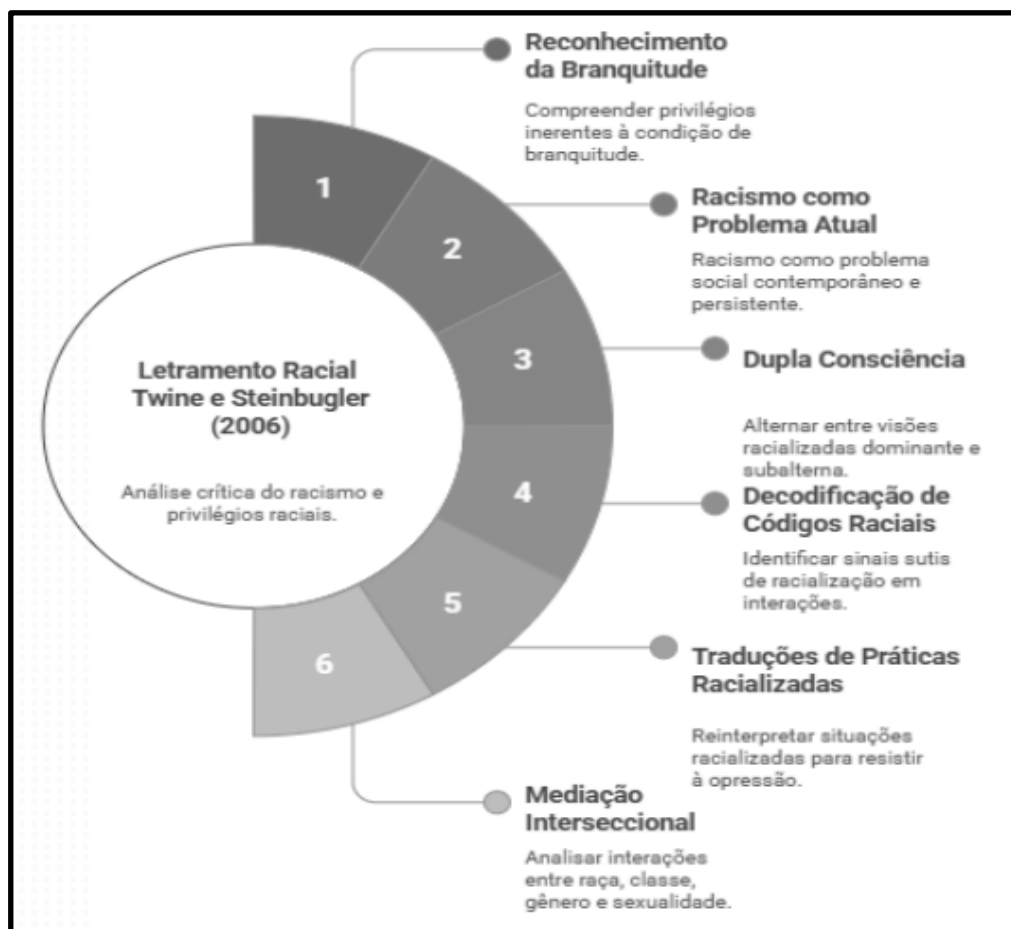 Reconhecimento
da Branquitude
Compreender privilégios
inerentes à condição de
branquitude.
1
Racismo como
Problema Atual
Racismo como problema
social contemporâneo e
persistente.
2
3
Dupla Consciência
Alternar entre visões
racializadas dominante e
subalterna.
Letramento Racial
Twine e Steinbugler
(2006)
Análise crítica do racismo e
privilégios raciais.
4
Decodificação de
Códigos Raciais
Identificar sinais sutis
de racialização em
interações.
5
Traduções de Práticas
Racializadas
Reinterpretar situações
racializadas para resistir
à opressão.
6
Mediação
Interseccional
Analisar interações
entre raça, classe,
gênero e sexualidade.